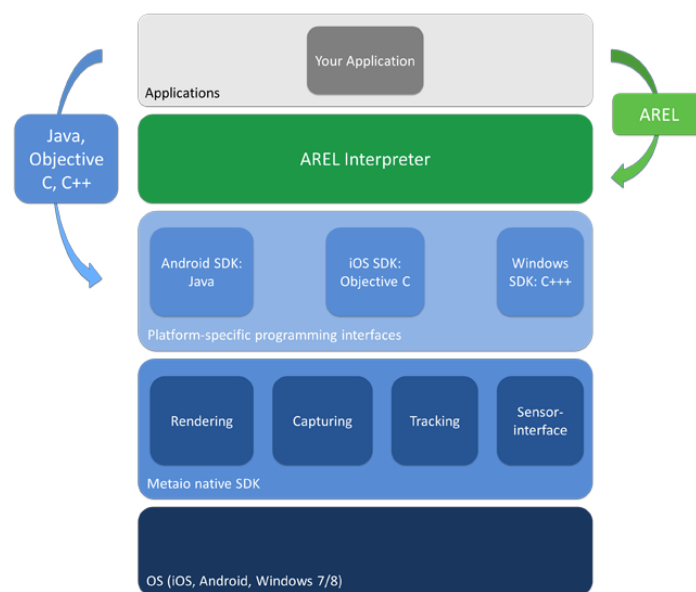 Your Application
Applications
Java,
Objective
C, C++
AREL
AREL Interpreter
Android SDK:
Java
iOS SDK:
Objective C
Windows
SDK: C+++
Platform-specific programming interfaces
Rendering
Capturing
Tracking
Sensor-
interface
Metaio native SDK
OS (iOS, Android, Windows 7/8)